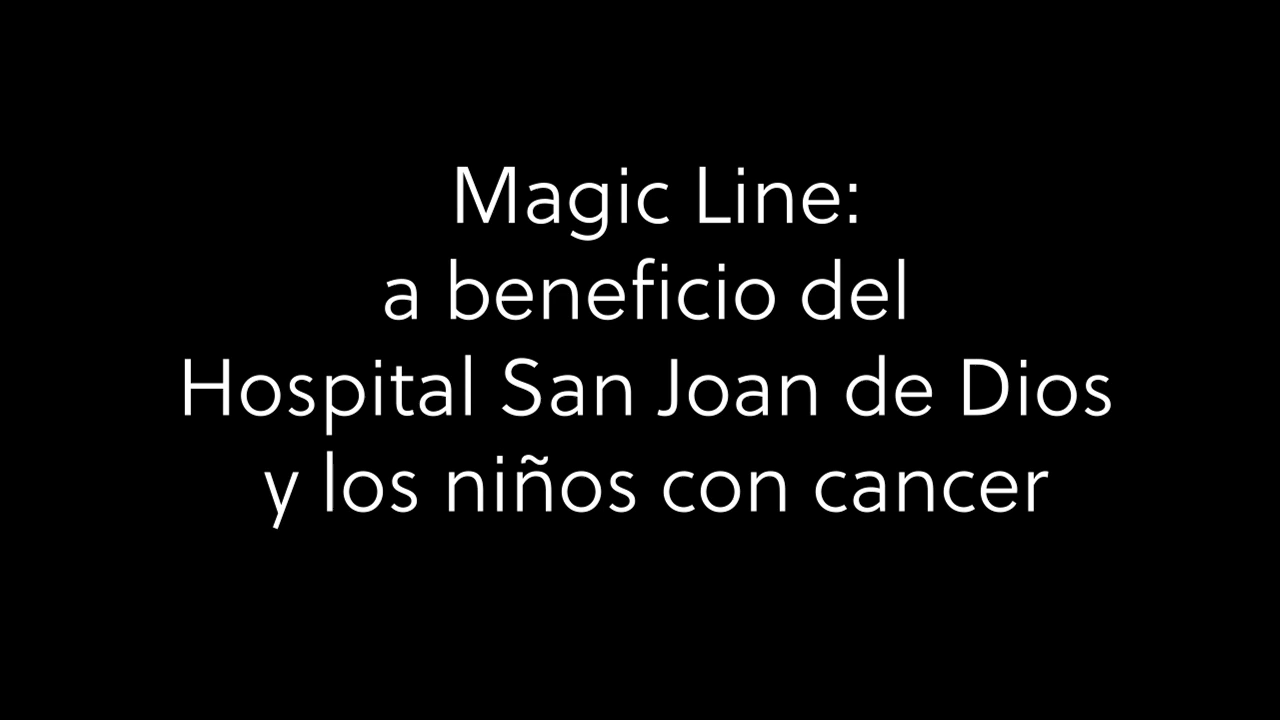 Magic Line:
a beneficio del
Hospital San Joan de Dios
y los niños con cancer